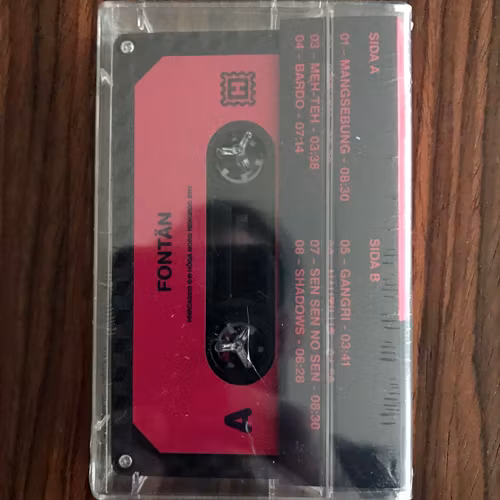 SIDA A
01 - MANGSEBUNG - 08:30
03 - MEH-TEH - 03:38
04 - BARDO - 07:14
SIDA B
05 - GANGRI - 03:41
07 - SEN SEN NO SEN - 08:30
08 - SHADOWS - 06:28
H
FONTÄN
A